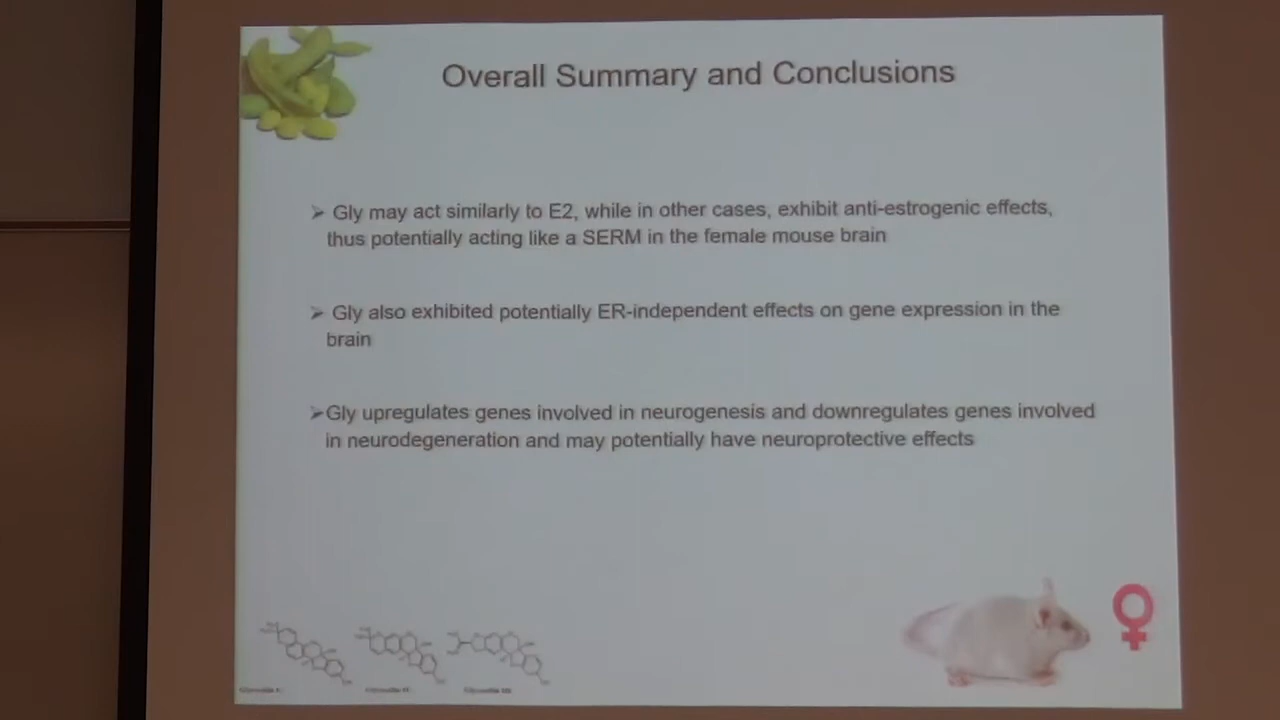 Overall Summary and Conclusions
➢ Gly may act similarly to E2, while in other cases, exhibit anti-estrogenic effects,
thus potentially acting like a SERM in the female mouse brain
➢ Gly also exhibited potentially ER-independent effects on gene expression in the
brain
➢Gly upregulates genes involved in neurogenesis and downregulates genes involved
in neurodegeneration and may potentially have neuroprotective effects